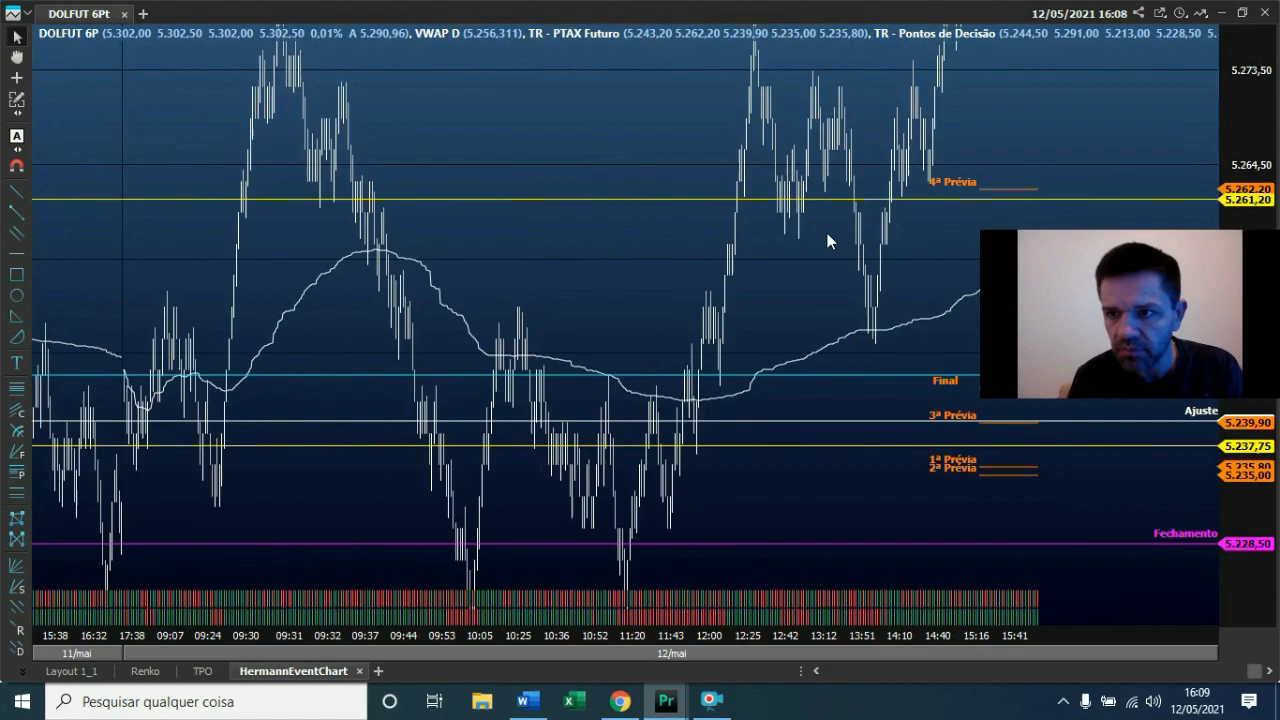 DOLFUT 6Pt
12/05/2021 16:08
DOLFUT 6P (5.302,00 5.302,50 5.302,00 5.302,50 0,01% A 5.290,96), VWAP D (5.256,311), TR - PTAX Futuro (5.243,20 5.262,20 5.239,90 5.235,00 5.235,80), TR - Pontos de Decisão (5.244,50 5.291,00 5.213,00 5.228,50 5.
5.273,50
5.264,50
4ª Prévia
5.262,20
5.261,20
Final
Ajuste
3ª Prévia
5.239,90
5.237,75
1ª Prévia
5.235,80
2ª Prévia
5.235,00
Fechamento
5.228,50
15:38 16:32 17:38 09:07 09:24 09:30 09:31 09:32 09:37 09:44 09:53 10:05 10:25 10:36 10:52 11:20 11:43 12:00 12:25 12:42 13:12 13:51 14:10 14:40 15:16 15:41
11/mai 12/mai
Layout 1_1 Renko TPO HermannEventChart
Pesquisar qualquer coisa
Pr
16:09
12/05/2021